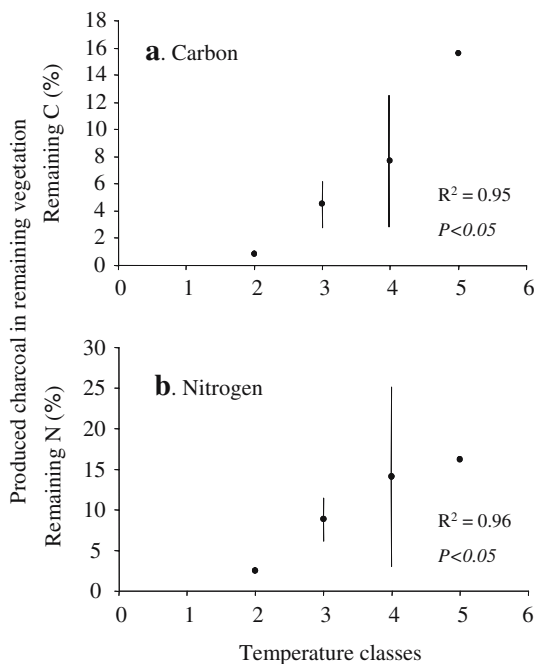 Produced charcoal in remaining vegetation
Remaining C (%)
18
16
14
12
10
8
6
4
2
0
a. Carbon
R² = 0.95
P<0.05
0 1 2 3 4 5 6
Remaining N (%)
30
25
20
15
10
5
0
b. Nitrogen
R² = 0.96
P<0.05
0 1 2 3 4 5 6
Temperature classes